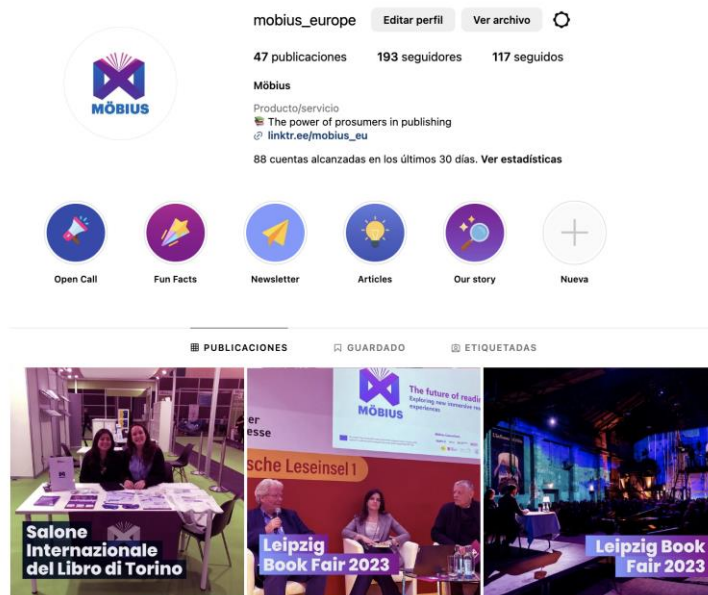 mobius_europe Editar perfil Ver archivo
47 publicaciones 193 seguidores 117 seguidos
Möbius
Producto/servicio
The power of prosumers in publishing
linktr.ee/mobius_eu
88 cuentas alcanzadas en los últimos 30 días. Ver estadísticas
MÖBIUS
Open Call Fun Facts Newsletter Articles Our story Nueva
PUBLICACIONES GUARDADO ETIQUETADAS
Salone
Internazionale
del Libro di Torino
MÖBIUS
The future of readi
Exploring new immersive rea
experiences
er
esse
sche Leseinsel 1
Leipzig
Book Fair 2023
Leipzig Book
Fair 2023